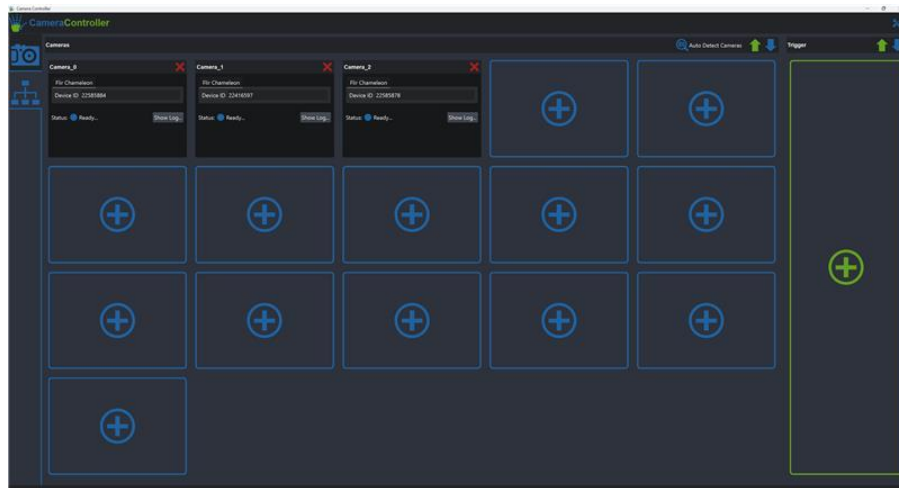 Camera Controller
CameraController
Cameras
Auto Detect Cameras
Trigger
Camera_0
Camera_1
Camera_2
Flir Chameleon
Flir Chameleon
Flir Chameleon
Device ID: 22585884
Device ID: 22416597
Device ID: 22585878
Status: Ready...
Show Log...
Status: Ready...
Show Log...
Status: Ready...
Show Log...